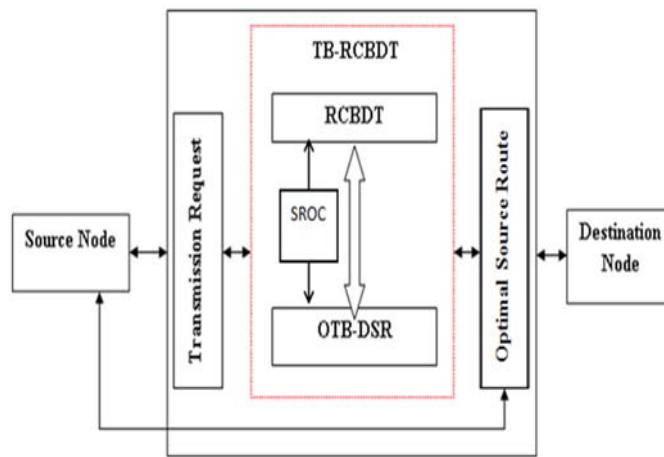 TB-RCBDT
RCBDT
Transmission Request
SROC
Optimal Source Route
Source Node
Destination
Node
OTB-DSR